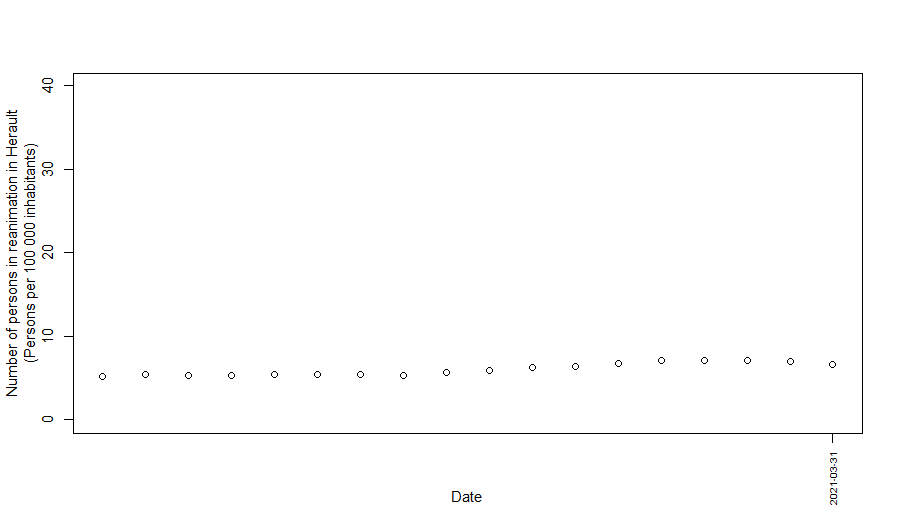 Number of persons in reanimation in Herault
(Persons per 100 000 inhabitants)
40
30
20
10
0
2021-03-31
Date